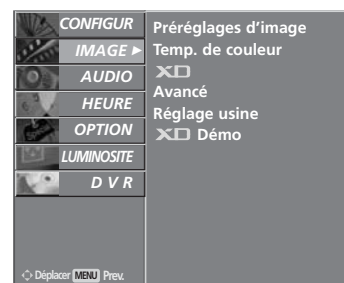 CONFIGUR
IMAGE ►
AUDIO
HEURE
OPTION
LUMINOSITE
D V R
Déplacer MENU Prev.
Préréglages d'image
Temp. de couleur
XD
Avancé
Réglage usine
XD Démo